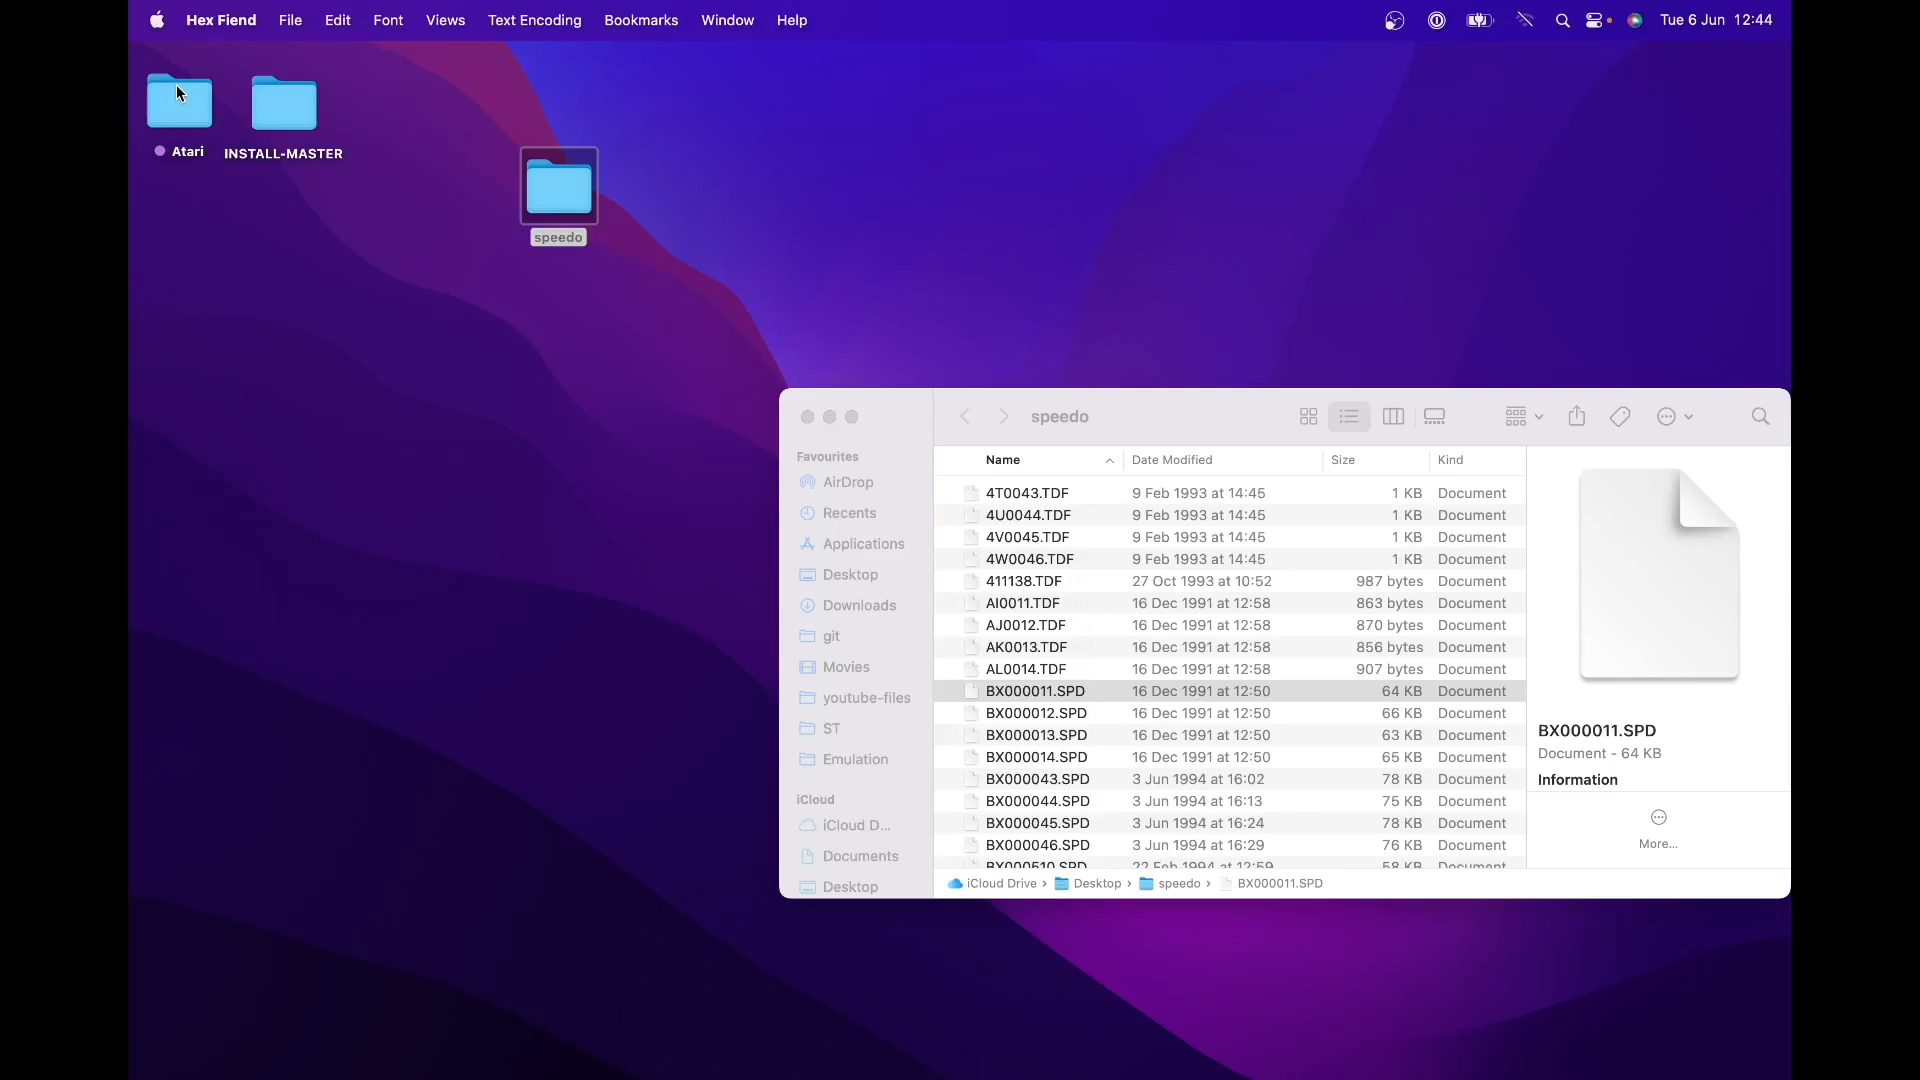 Hex Fiend File Edit Font Views Text Encoding Bookmarks Window Help Tue 6 Jun 12:44
Atari
INSTALL-MASTER
speedo
speedo
Favourites
AirDrop
Recents
Applications
Desktop
Downloads
git
Movies
youtube-files
ST
Emulation
iCloud
iCloud D...
Documents
Desktop
Name Date Modified Size Kind
4T0043.TDF 9 Feb 1993 at 14:45 1 KB Document
4U0044.TDF 9 Feb 1993 at 14:45 1 KB Document
4V0045.TDF 9 Feb 1993 at 14:45 1 KB Document
4W0046.TDF 9 Feb 1993 at 14:45 1 KB Document
411138.TDF 27 Oct 1993 at 10:52 987 bytes Document
AI0011.TDF 16 Dec 1991 at 12:58 863 bytes Document
AJ0012.TDF 16 Dec 1991 at 12:58 870 bytes Document
AK0013.TDF 16 Dec 1991 at 12:58 856 bytes Document
AL0014.TDF 16 Dec 1991 at 12:58 907 bytes Document
BX000011.SPD 16 Dec 1991 at 12:50 64 KB Document
BX000012.SPD 16 Dec 1991 at 12:50 66 KB Document
BX000013.SPD 16 Dec 1991 at 12:50 63 KB Document
BX000014.SPD 16 Dec 1991 at 12:50 65 KB Document
BX000043.SPD 3 Jun 1994 at 16:02 78 KB Document
BX000044.SPD 3 Jun 1994 at 16:13 75 KB Document
BX000045.SPD 3 Jun 1994 at 16:24 78 KB Document
BX000046.SPD 3 Jun 1994 at 16:29 76 KB Document
BX000510.SPD 22 Feb 1994 at 12:59 58 KB Document
BX000011.SPD
Document - 64 KB
Information
More...
iCloud Drive › Desktop › speedo › BX000011.SPD